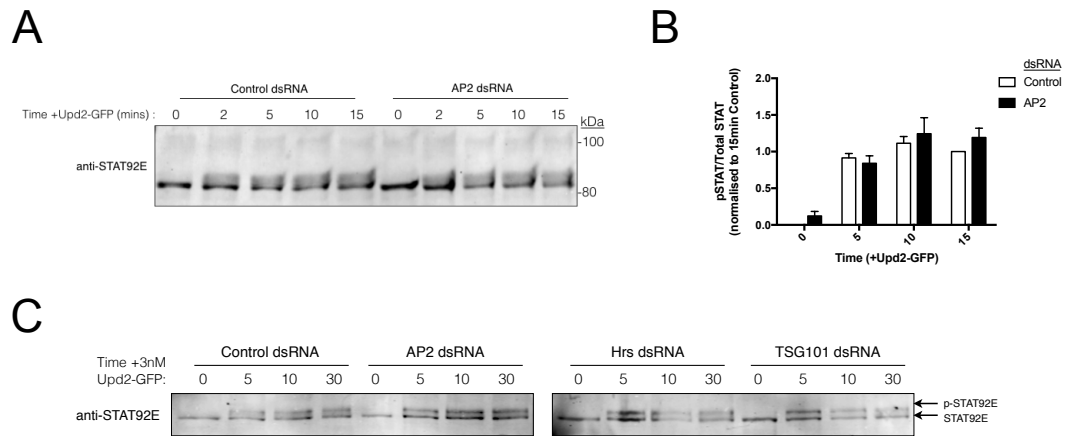 A
Control dsRNA AP2 dsRNA
Time +Upd2-GFP (mins) : 0 2 5 10 15 0 2 5 10 15
kDa
-100
anti-STAT92E
-80
B
dsRNA
Control
AP2
pSTAT/Total STAT
(normalised to 15min Control)
2.0
1.5
1.0
0.5
0.0
0 5 10 15
Time (+Upd2-GFP)
C
Time +3nM
Upd2-GFP:
Control dsRNA AP2 dsRNA Hrs dsRNA TSG101 dsRNA
0 5 10 30 0 5 10 30 0 5 10 30 0 5 10 30
anti-STAT92E
p-STAT92E
STAT92E